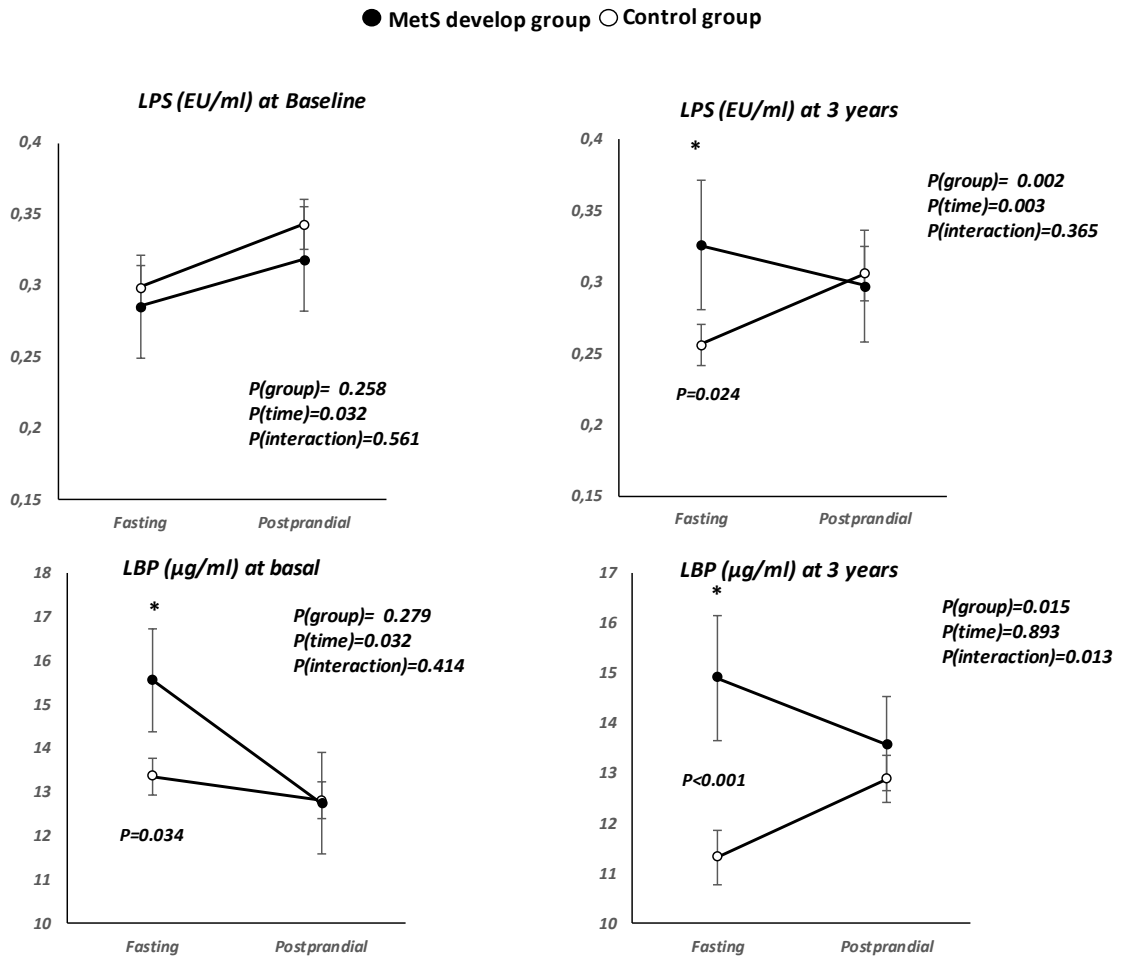 MetS develop group Control group
LPS (EU/ml) at Baseline
0,4
0,35
0,3
0,25
0,2
0,15
P(group)= 0.258
P(time)=0.032
P(interaction)=0.561
Fasting Postprandial
LPS (EU/ml) at 3 years
0,4
0,35
0,3
0,25
0,2
0,15
*
P(group)= 0.002
P(time)=0.003
P(interaction)=0.365
P=0.024
Fasting Postprandial
LBP (µg/ml) at basal
18
17
16
15
14
13
12
11
10
*
P(group)= 0.279
P(time)=0.032
P(interaction)=0.414
P=0.034
Fasting Postprandial
LBP (µg/ml) at 3 years
17
16
15
14
13
12
11
10
*
P(group)=0.015
P(time)=0.893
P(interaction)=0.013
P<0.001
Fasting Postprandial